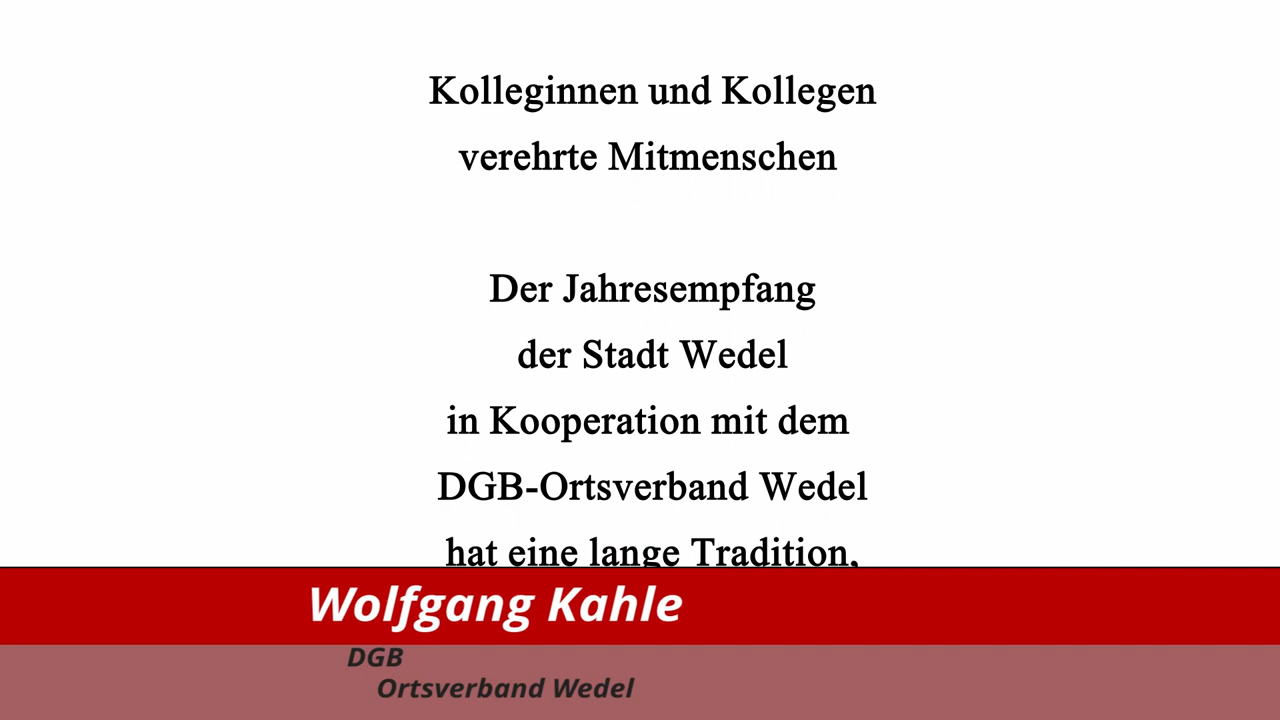 Kolleginnen und Kollegen
verehrte Mitmenschen
Der Jahresempfang
der Stadt Wedel
in Kooperation mit dem
DGB-Ortsverband Wedel
hat eine lange Tradition,
Wolfgang Kahle
DGB
Ortsverband Wedel